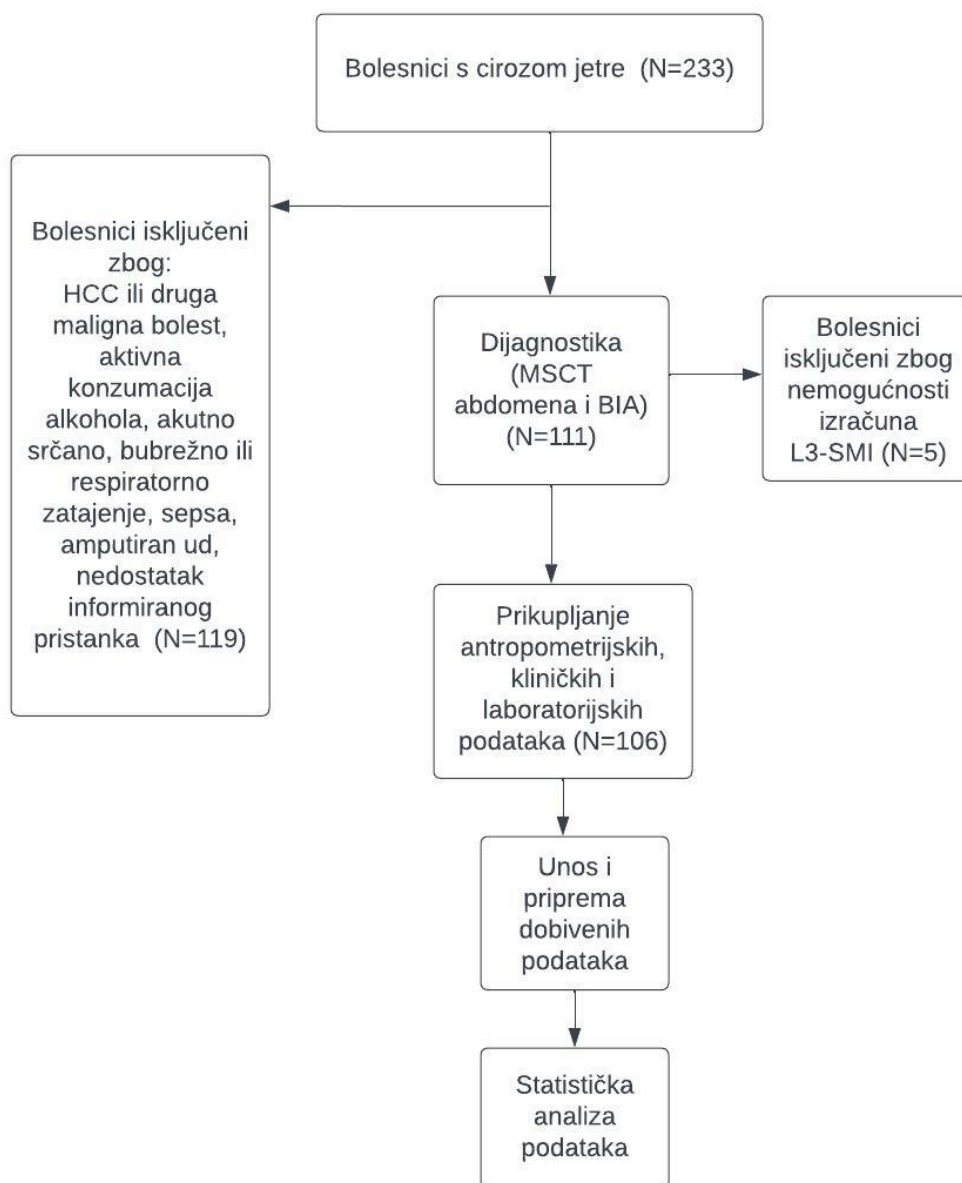 Bolesnici s cirozom jetre (N=233)
Bolesnici isključeni
zbog:
HCC ili druga
maligna bolest,
aktivna
konzumacija
alkohola, akutno
srčano, bubrežno ili
respiratorno
zatajenje, sepsa,
amputiran ud,
nedostatak
informiranog
pristanka (N=119)
Dijagnostika
(MSCT
abdomena i BIA)
(N=111)
Bolesnici
isključeni zbog
nemogućnosti
izračuna
L3-SMI (N=5)
Prikupljanje
antropometrijskih,
kliničkih i
laboratorijskih
podataka (N=106)
Unos i
priprema
dobivenih
podataka
Statistička
analiza
podataka